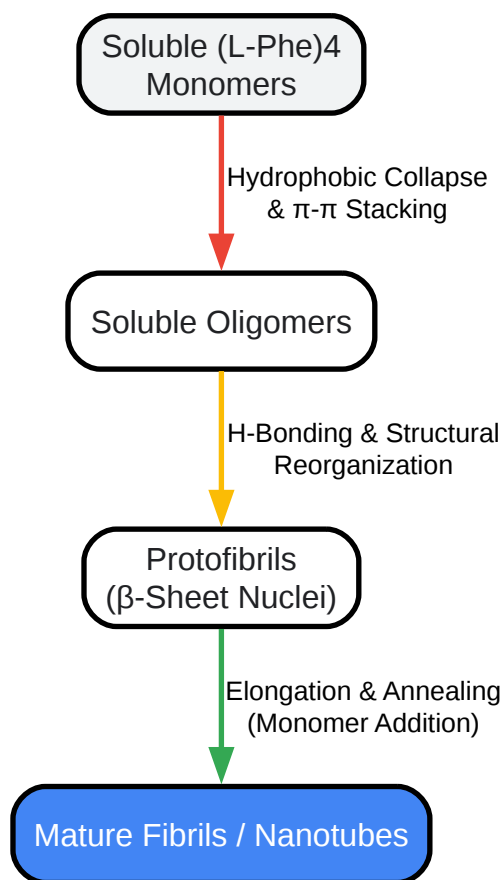 Soluble (L-Phe)4
Monomers
Hydrophobic Collapse
& π-π Stacking
Soluble Oligomers
H-Bonding & Structural
Reorganization
Protofibrils
(β-Sheet Nuclei)
Elongation & Annealing
(Monomer Addition)
Mature Fibrils / Nanotubes